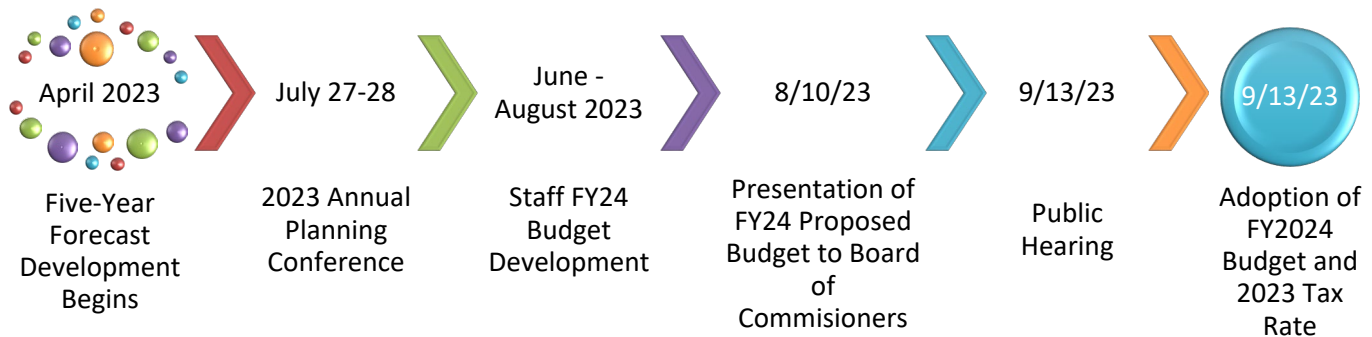 April 2023
Five-Year
Forecast
Development
Begins
July 27-28
2023 Annual
Planning
Conference
June -
August 2023
Staff FY24
Budget
Development
8/10/23
Presentation of
FY24 Proposed
Budget to Board
of
Commisioners
9/13/23
Public
Hearing
9/13/23
Adoption of
FY2024
Budget and
2023 Tax
Rate